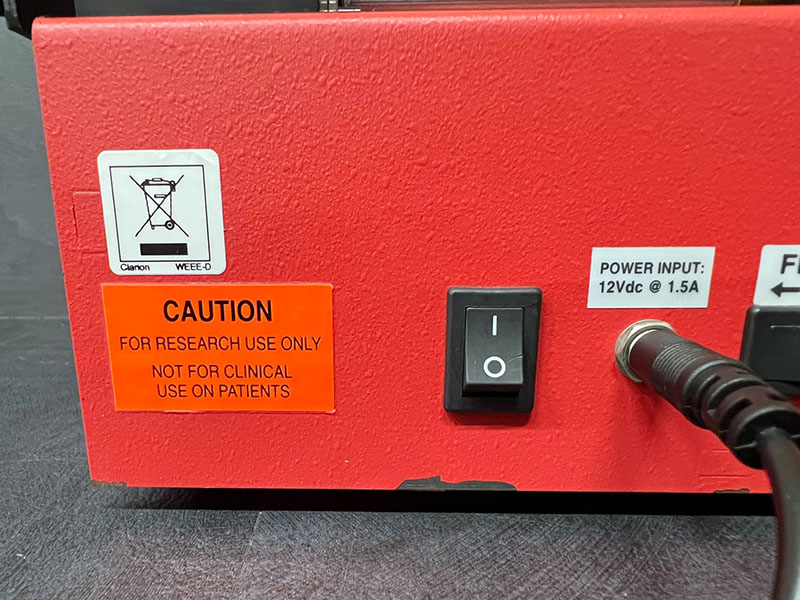 Clarion WEEE-D
CAUTION
FOR RESEARCH USE ONLY
NOT FOR CLINICAL
USE ON PATIENTS
I
O
POWER INPUT:
12Vdc @ 1.5A